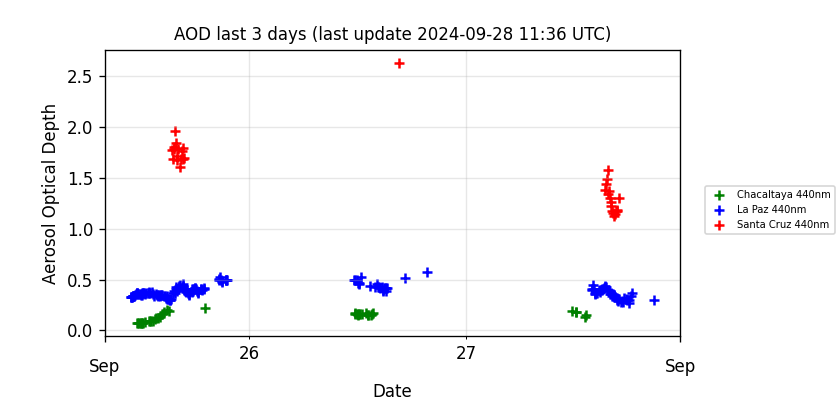 AOD last 3 days (last update 2024-09-28 11:36 UTC)
Aerosol Optical Depth
2.5
2.0
1.5
1.0
0.5
0.0
Chacaltaya 440nm
La Paz 440nm
Santa Cruz 440nm
26
27
Sep
Sep
Date